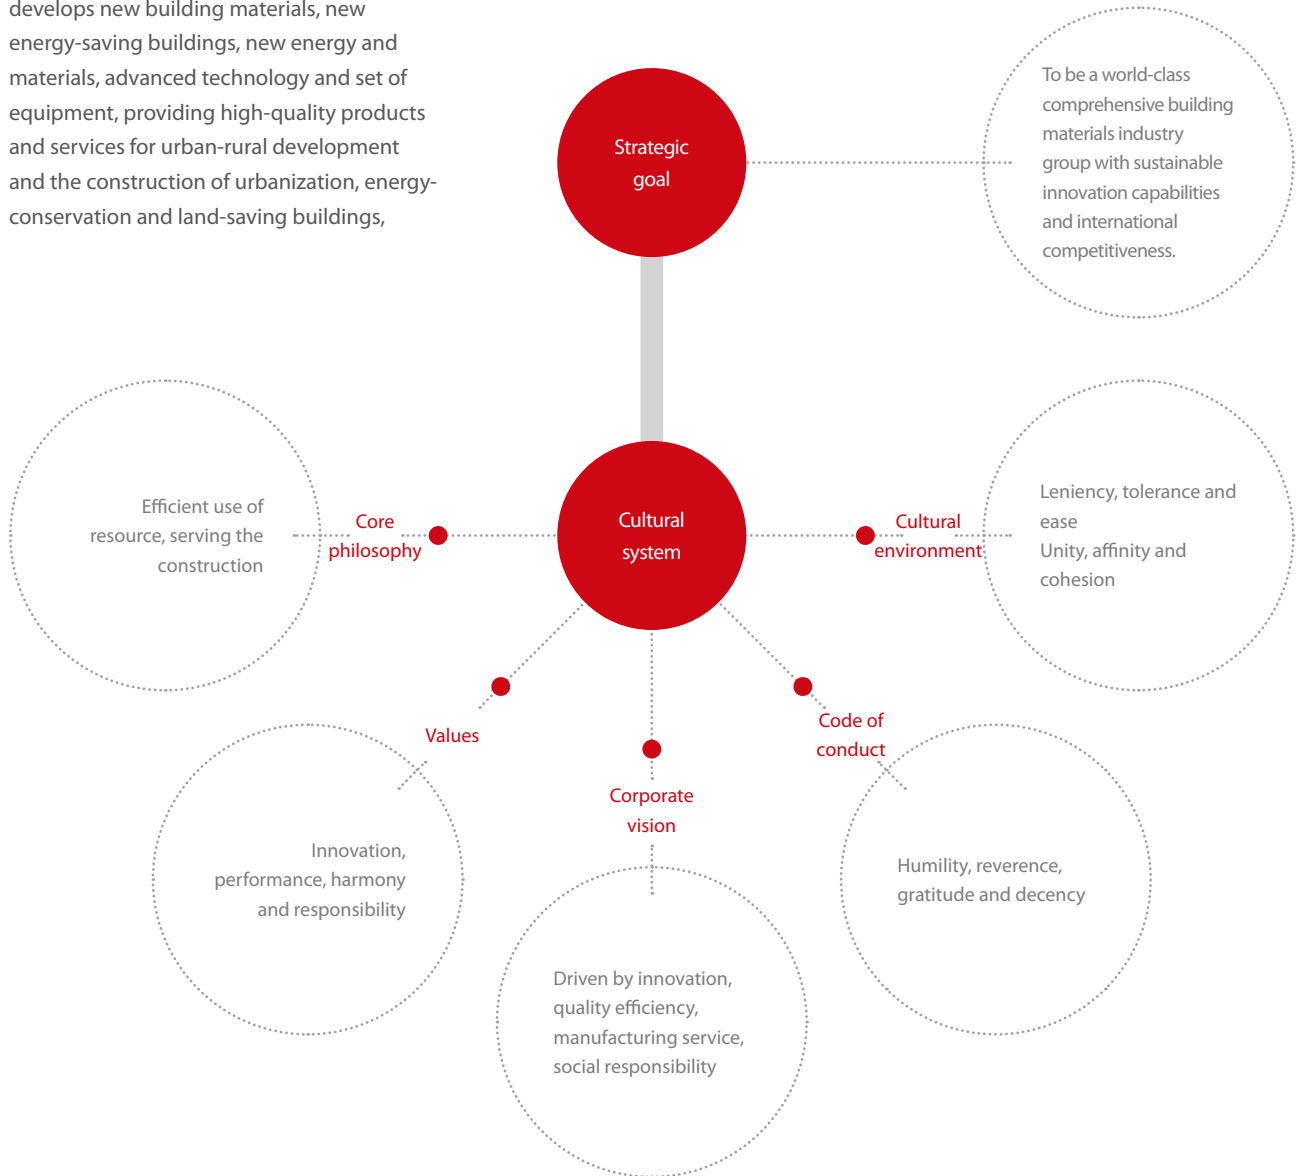 develops new building materials, new
energy-saving buildings, new energy and
materials, advanced technology and set of
equipment, providing high-quality products
and services for urban-rural development
and the construction of urbanization, energy-
conservation and land-saving buildings,
Strategic
goal
To be a world-class
comprehensive building
materials industry
group with sustainable
innovation capabilities
and international
competitiveness.
Cultural
system
Core
philosophy
Efficient use of
resource, serving the
construction
Cultural
environment
Leniency, tolerance and
ease
Unity, affinity and
cohesion
Values
Innovation,
performance, harmony
and responsibility
Corporate
vision
Driven by innovation,
quality efficiency,
manufacturing service,
social responsibility
Code of
conduct
Humility, reverence,
gratitude and decency